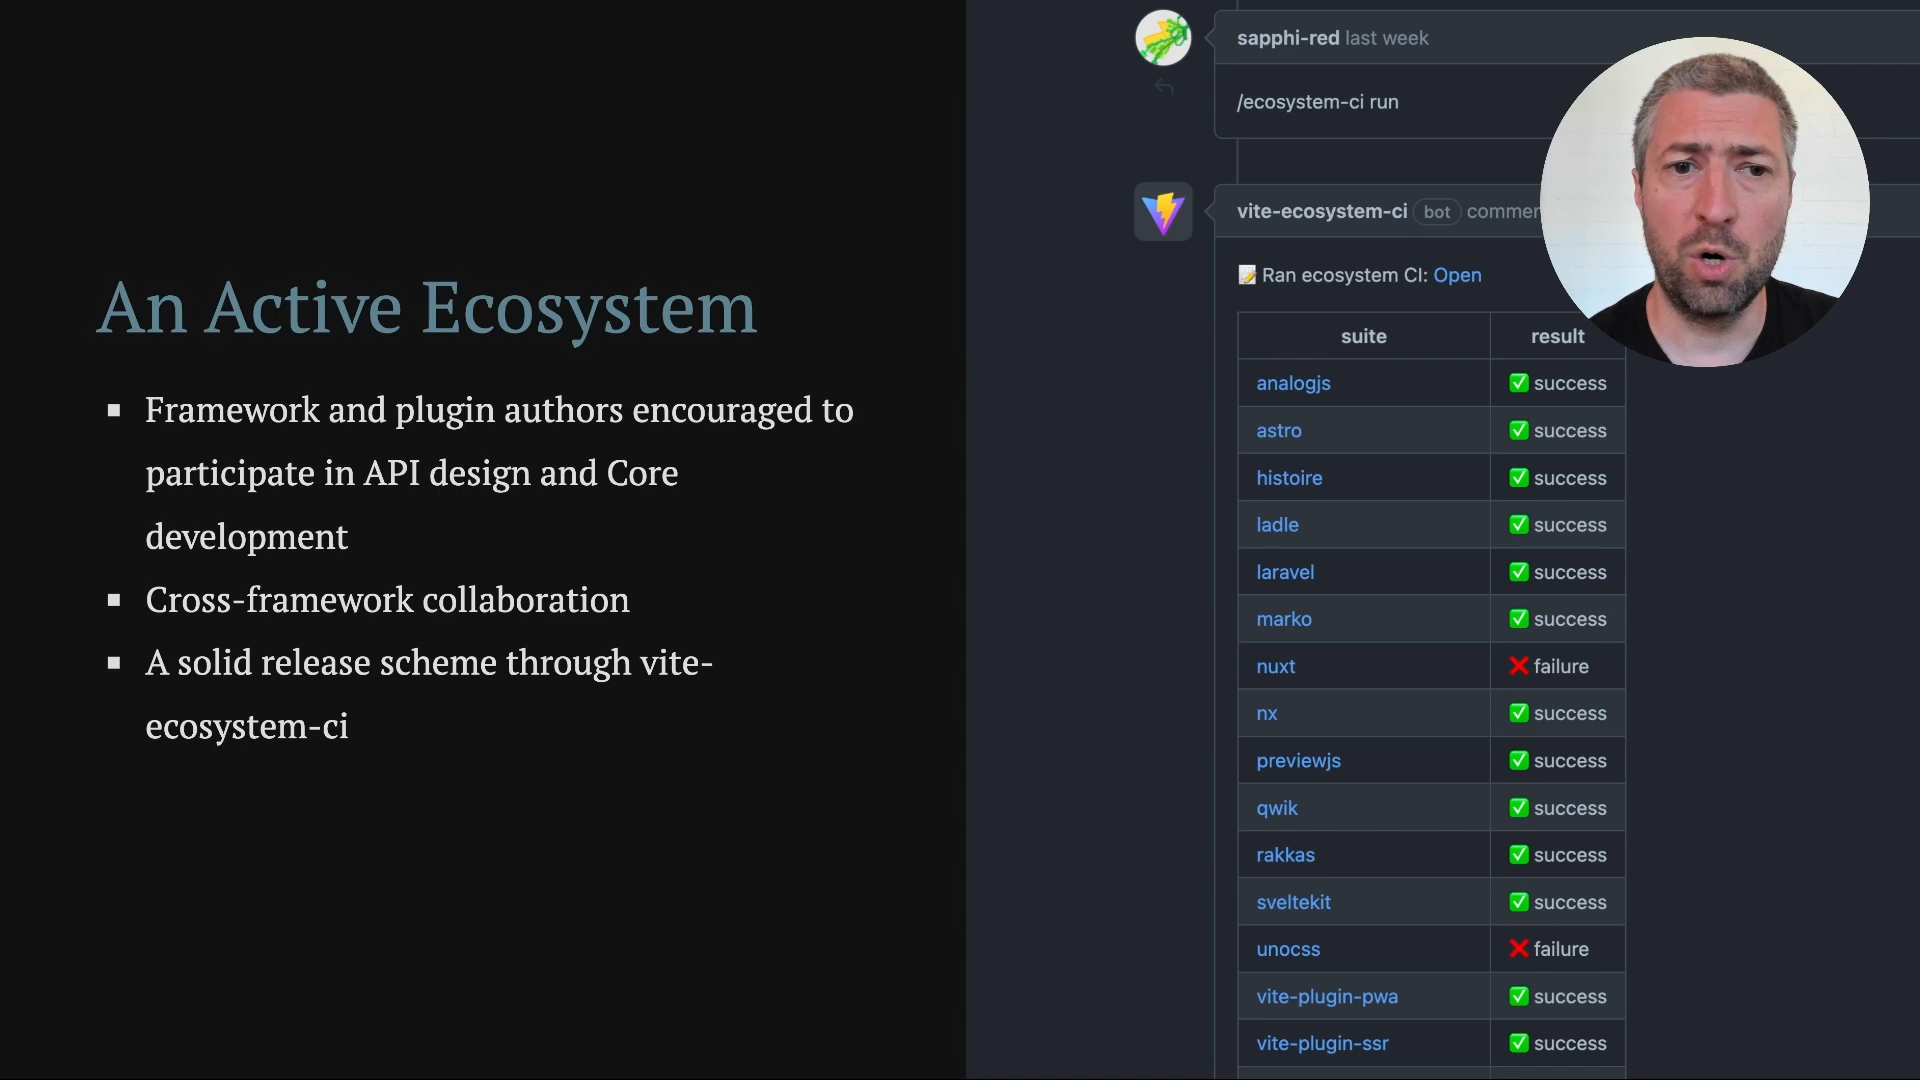 An Active Ecosystem
▪ Framework and plugin authors encouraged to
participate in API design and Core
development
▪ Cross-framework collaboration
▪ A solid release scheme through vite-
ecosystem-ci
sapphi-red last week
/ecosystem-ci run
vite-ecosystem-ci bot
📝 Ran ecosystem CI: Open
suite result
analogjs ✅ success
astro ✅ success
histoire ✅ success
ladle ✅ success
laravel ✅ success
marko ✅ success
nuxt ❌ failure
nx ✅ success
previewjs ✅ success
qwik ✅ success
rakkas ✅ success
sveltekit ✅ success
unocss ❌ failure
vite-plugin-pwa ✅ success
vite-plugin-ssr ✅ success